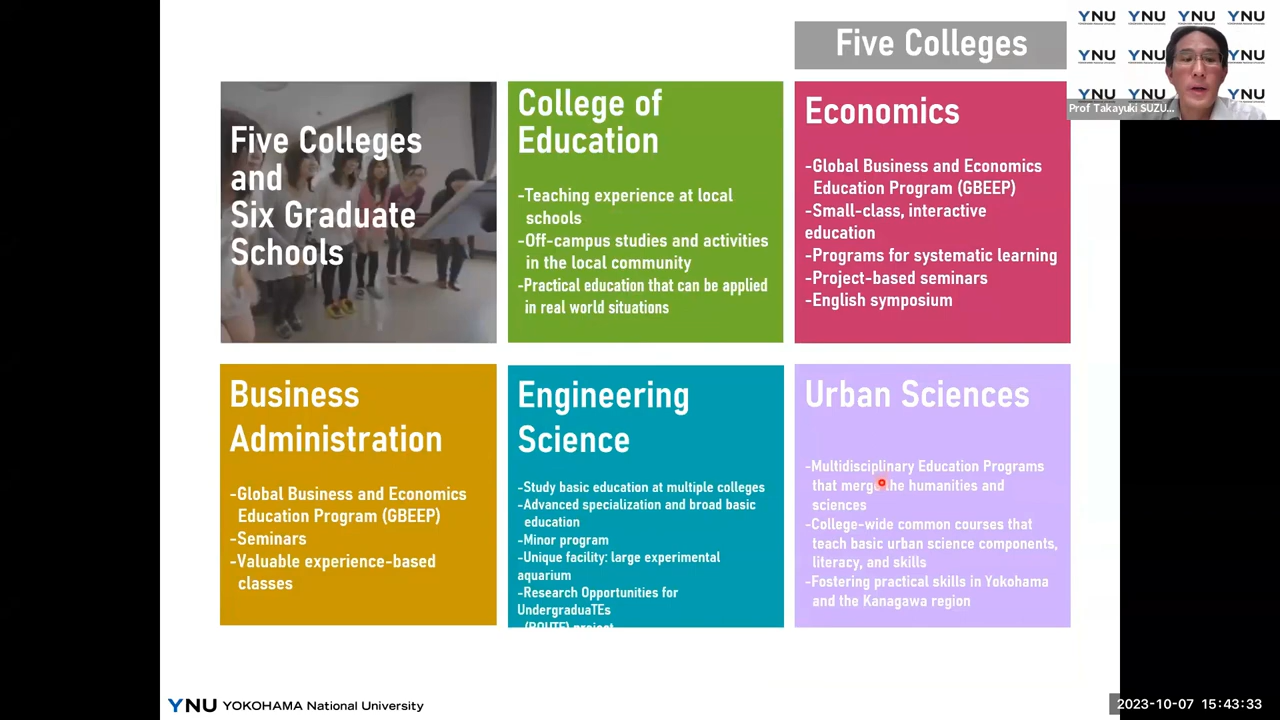 Five Colleges
YNU YNU YNU YNU
YNU YNU YNU
YNU YNU YNU
Prof Takayuki SUZU...
Five Colleges
and
Six Graduate
Schools
College of
Education
-Teaching experience at local
schools
-Off-campus studies and activities
in the local community
-Practical education that can be applied
in real world situations
Economics
-Global Business and Economics
Education Program (GBEEP)
-Small-class, interactive
education
-Programs for systematic learning
-Project-based seminars
-English symposium
Business
Administration
-Global Business and Economics
Education Program (GBEEP)
-Seminars
-Valuable experience-based
classes
Engineering
Science
-Study basic education at multiple colleges
-Advanced specialization and broad basic
education
-Minor program
-Unique facility: large experimental
aquarium
-Research Opportunities for
UndergraduaTEs
(ROUTE) project
Urban Sciences
-Multidisciplinary Education Programs
that merge the humanities and
sciences
-College-wide common courses that
teach basic urban science components,
literacy, and skills
-Fostering practical skills in Yokohama
and the Kanagawa region
YNU YOKOHAMA National University
2023-10-07 15:43:33